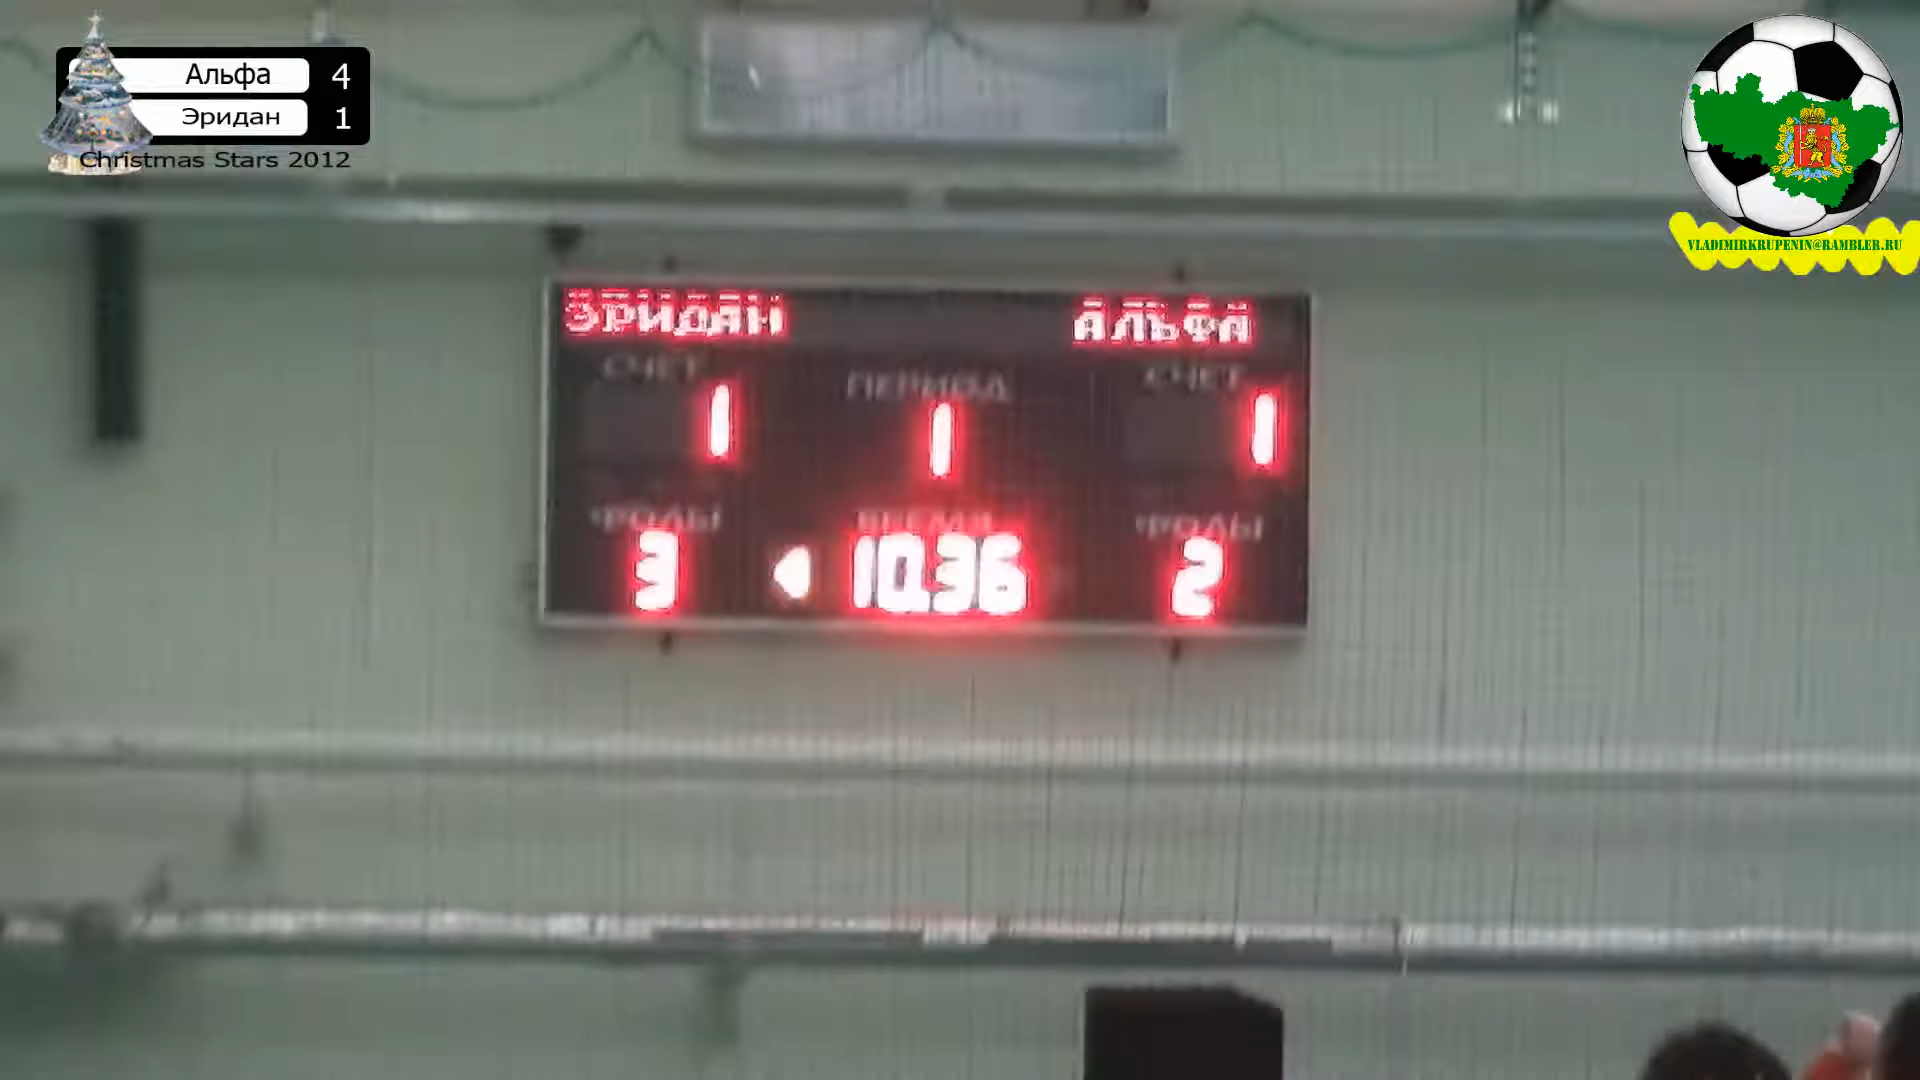 Альфа 4
Эридан 1
Christmas Stars 2012
VLADIMIRKRUPENIN@RAMBLER.RU
ЭРИДАН АЛЬФА
СЧЕТ ПЕРИОД СЧЕТ
1 1 1
ФОЛЫ ВРЕМЯ ФОЛЫ
3 10.36 2